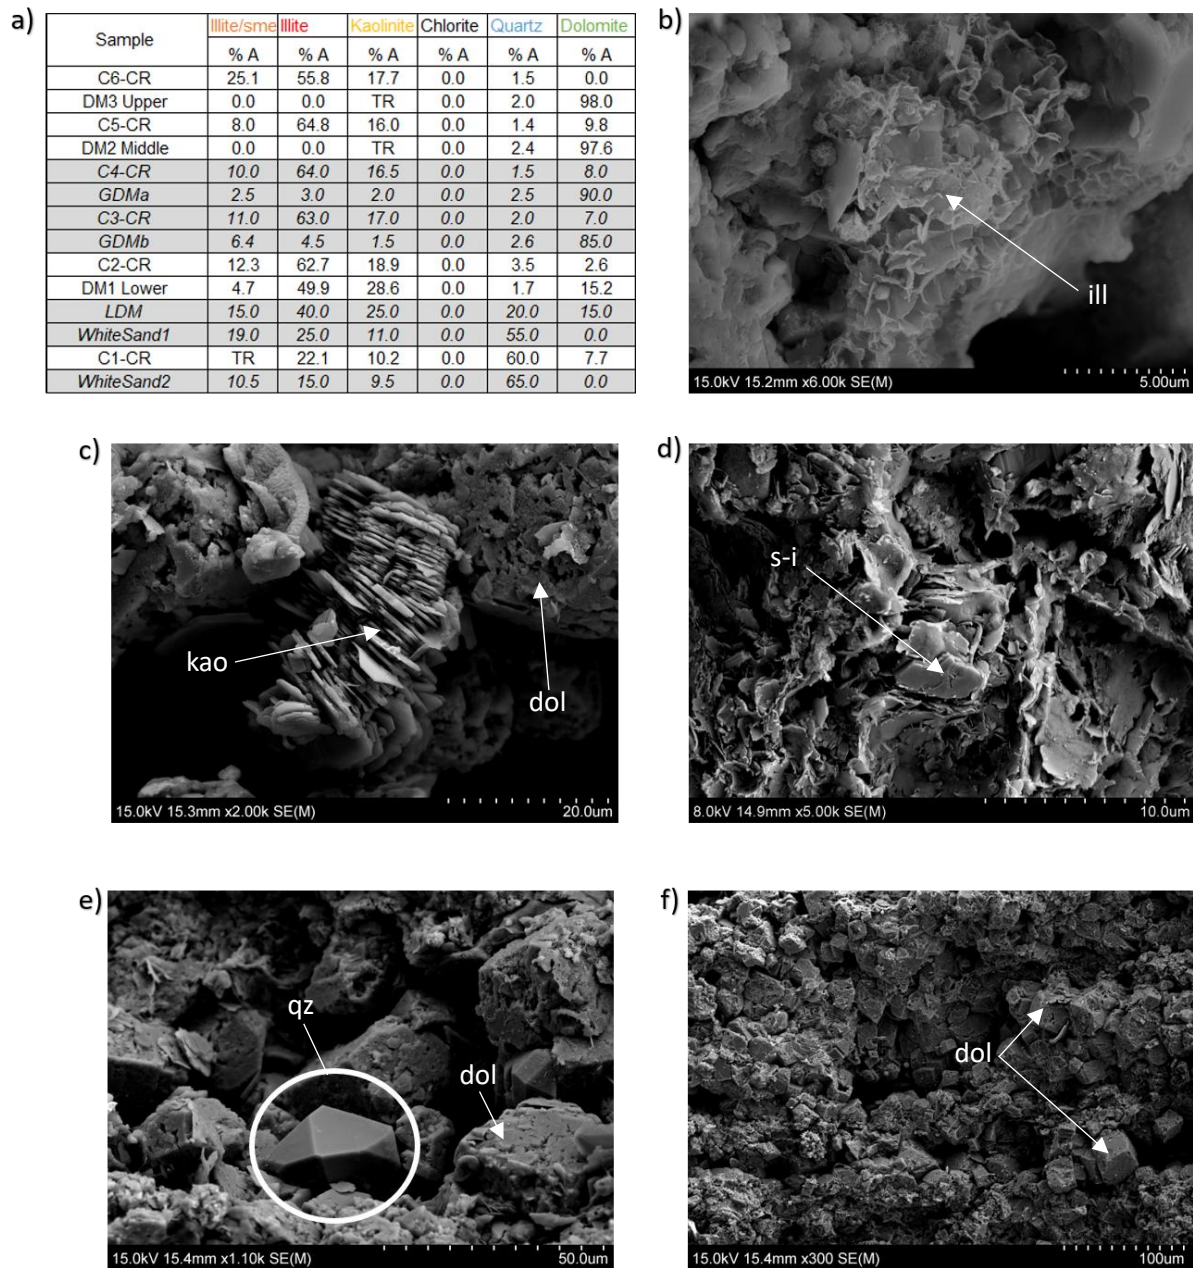 a)
Sample Illite/sme Illite Kaolinite Chlorite Quartz Dolomite
% A % A % A % A % A % A
C6-CR 25.1 55.8 17.7 0.0 1.5 0.0
DM3 Upper 0.0 0.0 TR 0.0 2.0 98.0
C5-CR 8.0 64.8 16.0 0.0 1.4 9.8
DM2 Middle 0.0 0.0 TR 0.0 2.4 97.6
C4-CR 10.0 64.0 16.5 0.0 1.5 8.0
GDMa 2.5 3.0 2.0 0.0 2.5 90.0
C3-CR 11.0 63.0 17.0 0.0 2.0 7.0
GDMb 6.4 4.5 1.5 0.0 2.6 85.0
C2-CR 12.3 62.7 18.9 0.0 3.5 2.6
DM1 Lower 4.7 49.9 28.6 0.0 1.7 15.2
LDM 15.0 40.0 25.0 0.0 20.0 15.0
WhiteSand1 19.0 25.0 11.0 0.0 55.0 0.0
C1-CR TR 22.1 10.2 0.0 60.0 7.7
WhiteSand2 10.5 15.0 9.5 0.0 65.0 0.0
b)
ill
15.0kV 15.2mm x6.00k SE(M) 5.00um
c)
kao
dol
15.0kV 15.3mm x2.00k SE(M) 20.0um
d)
s-i
8.0kV 14.9mm x5.00k SE(M) 10.0um
e)
qz
dol
15.0kV 15.4mm x1.10k SE(M) 50.0um
f)
dol
15.0kV 15.4mm x300 SE(M) 100um